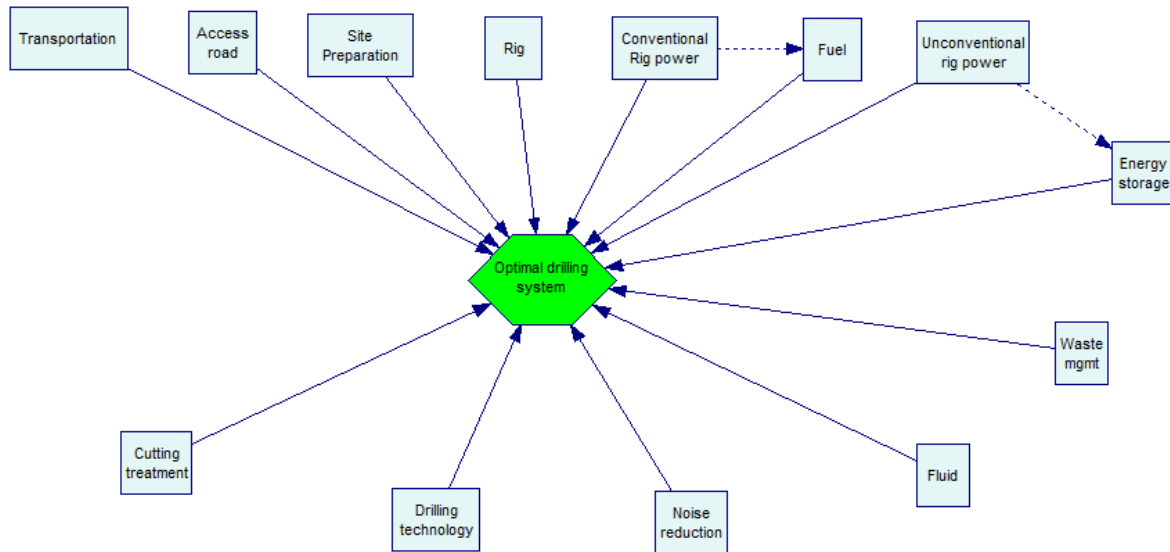 Transportation
Access
road
Site
Preparation
Rig
Conventional
Rig power
Fuel
Unconventional
rig power
Energy
storage
Optimal drilling
system
Waste
mgmt
Cutting
treatment
Drilling
technology
Noise
reduction
Fluid